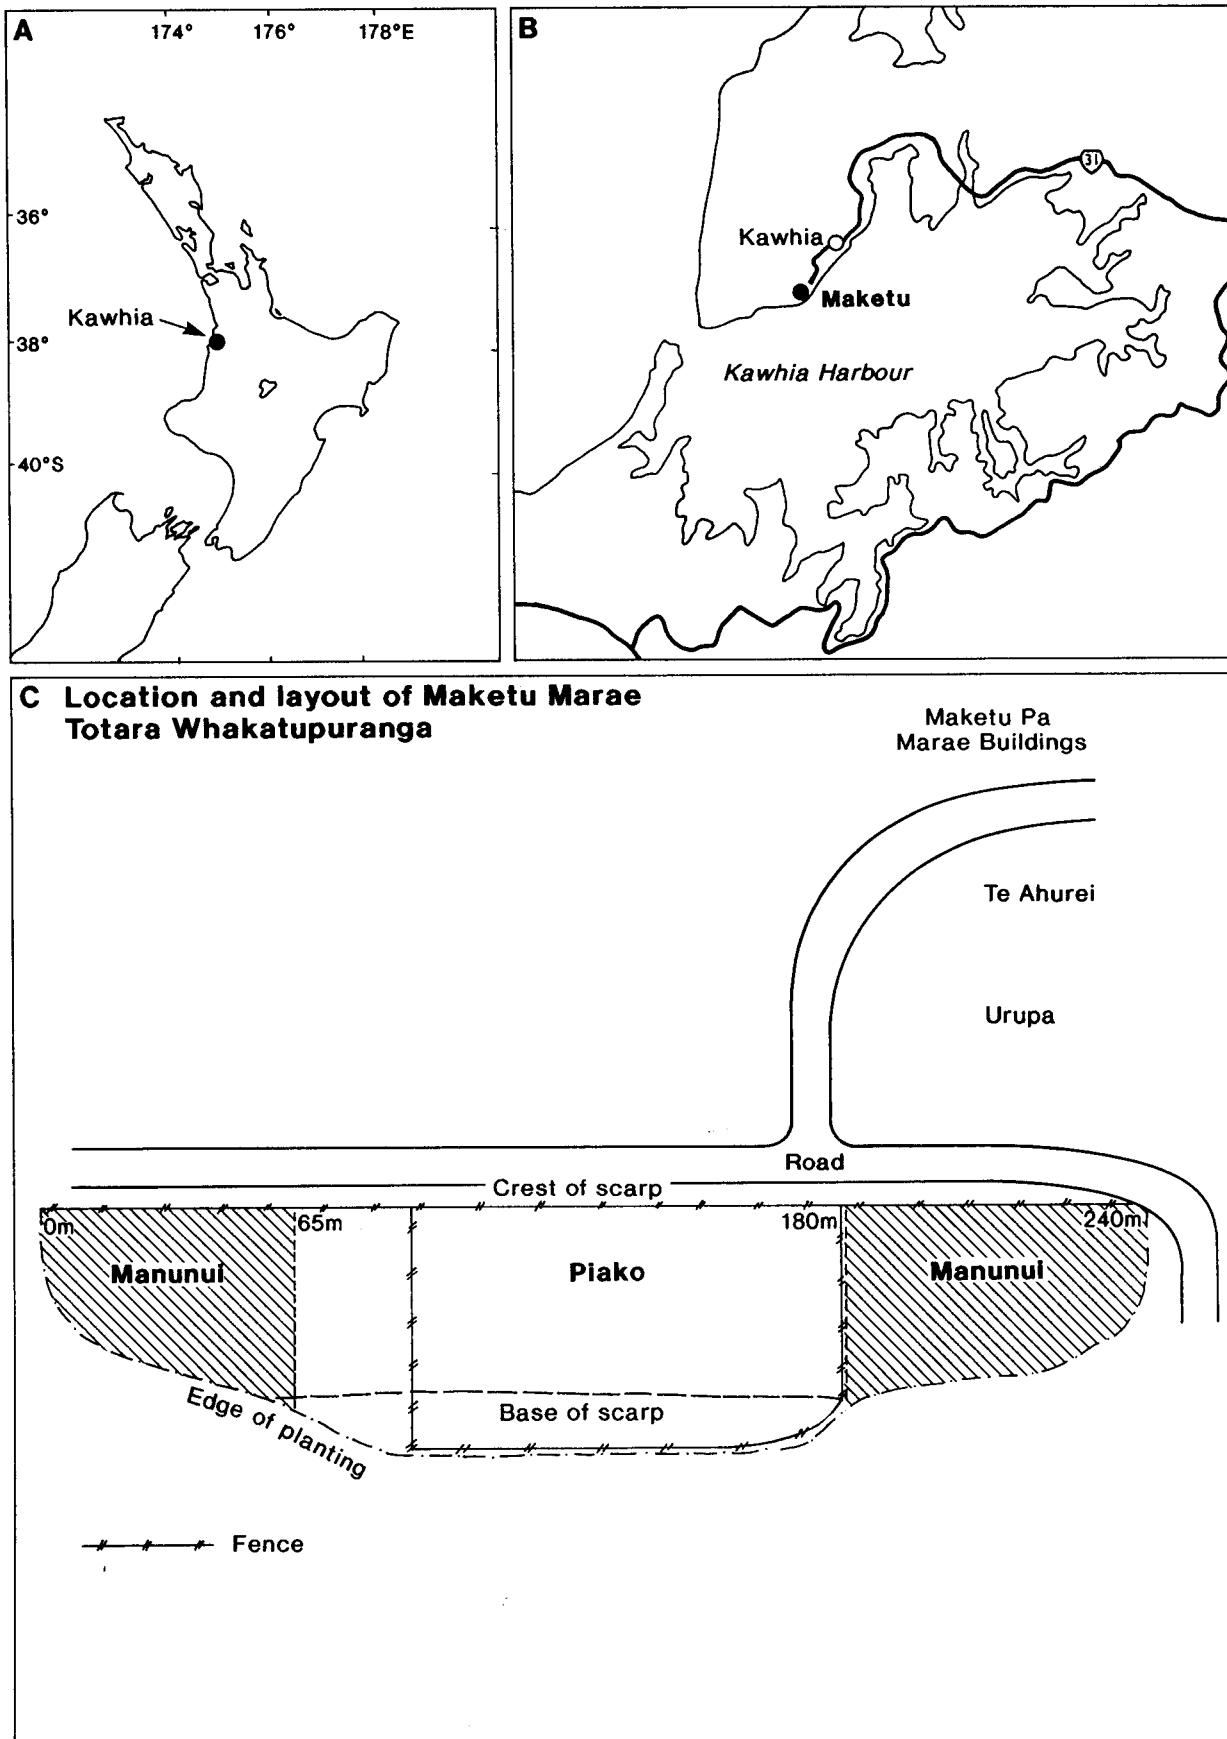 A
174° 176° 178°E
36°
Kawhia
38°
40°S
B
31
Kawhia
Maketu
Kawhia Harbour
C Location and layout of Maketu Marae
Totara Whakatupuranga
Maketu Pa
Marae Buildings
Te Ahurei
Urupa
Road
Crest of scarp
0m 65m 180m 240m
Manunui Piako Manunui
Edge of planting
Base of scarp
Fence